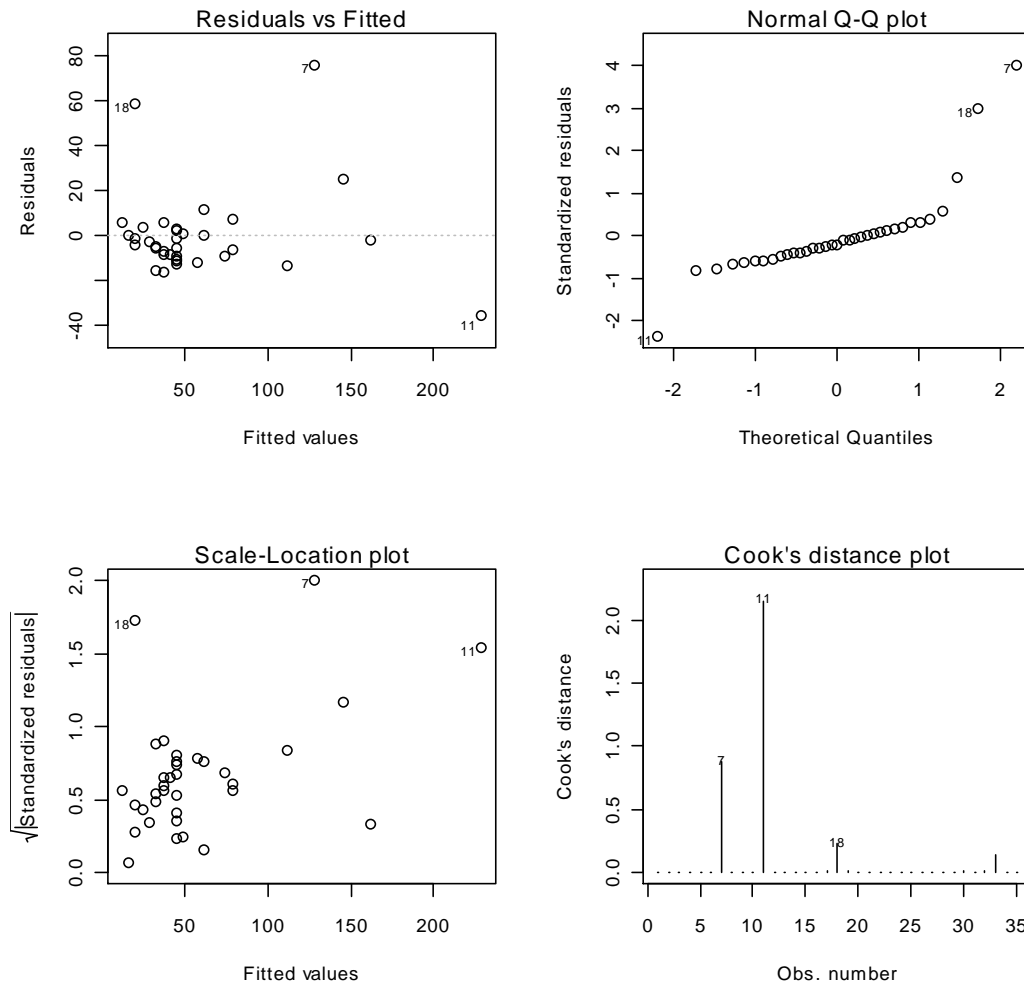 Residuals vs Fitted
80
60
40
20
0
-40
Residuals
7
18
11
50 100 150 200
Fitted values
Normal Q-Q plot
4
3
2
1
0
-1
-2
Standardized residuals
7
18
11
-2 -1 0 1 2
Theoretical Quantiles
Scale-Location plot
2.0
1.5
1.0
0.5
0.0
√|Standardized residuals|
7
18
11
50 100 150 200
Fitted values
Cook's distance plot
2.0
1.5
1.0
0.5
0.0
Cook's distance
11
7
18
0 5 10 15 20 25 30 35
Obs. number